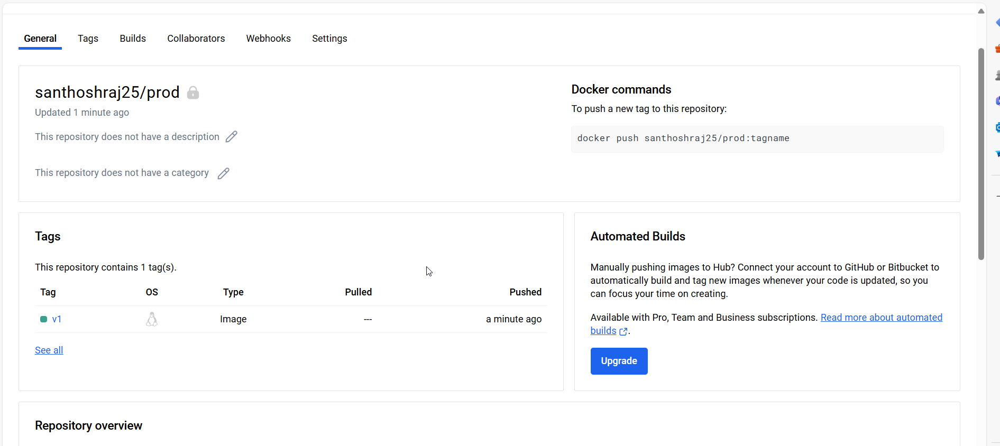 General Tags Builds Collaborators Webhooks Settings
santhoshraj25/prod
Updated 1 minute ago
This repository does not have a description
This repository does not have a category
Docker commands
To push a new tag to this repository:
docker push santhoshraj25/prod:tagname
Tags
This repository contains 1 tag(s).
Tag OS Type Pulled Pushed
v1 Image --- a minute ago
See all
Automated Builds
Manually pushing images to Hub? Connect your account to GitHub or Bitbucket to
automatically build and tag new images whenever your code is updated, so you
can focus your time on creating.
Available with Pro, Team and Business subscriptions. Read more about automated
builds .
Upgrade
Repository overview